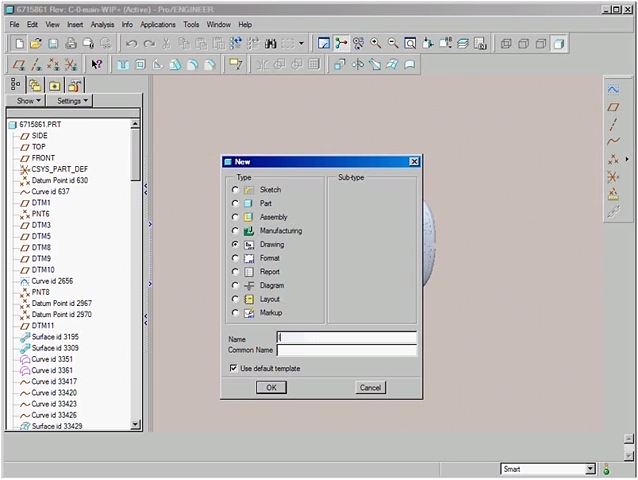 6715861 Rev: C-0-main-WIP+ (Active) - Pro/ENGINEER
File Edit View Insert Analysis Info Applications Tools Window Help
Show Settings
6715861.PRT
SIDE
TOP
FRONT
CSYS_PART_DEF
Datum Point id 630
Curve id 637
DTM1
PNT6
DTM3
DTM5
DTM8
DTM9
DTM10
Curve id 2656
PNT8
Datum Point id 2967
Datum Point id 2970
DTM11
Surface id 3195
Surface id 3309
Curve id 3351
Curve id 3361
Curve id 33417
Curve id 33420
Curve id 33423
Curve id 33426
Surface id 33429
New
Type Sub-type
Sketch
Part
Assembly
Manufacturing
Drawing
Format
Report
Diagram
Layout
Markup
Name
Common Name
Use default template
OK Cancel
Smart